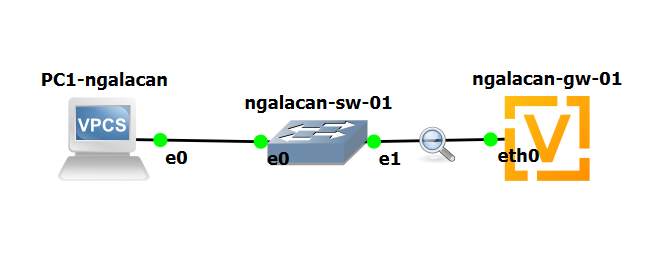 PC1-ngalacan
ngalacan-sw-01
ngalacan-gw-01
VPCS
V
e0
e0
e1
eth0